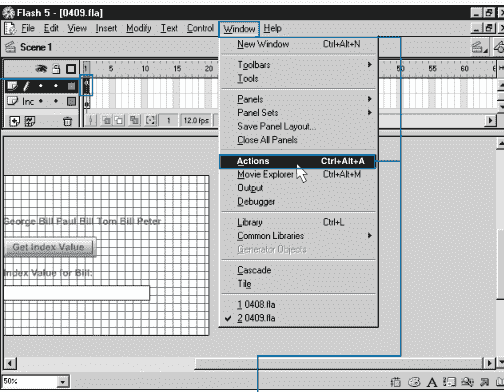 Flash 5 - [0409.fla]
File Edit View Insert Modify Text Control Window Help
Scene 1
1 5 10 15 20 50 55 60
Inc
1 12.0 fps
New Window Ctrl+Alt+N
Toolbars
Tools
Panels
Panel Sets
Save Panel Layout...
Close All Panels
Actions Ctrl+Alt+A
Movie Explorer Ctrl+Alt+M
Output
Debugger
Library Ctrl+L
Common Libraries
Generator Objects
Cascade
Tile
1 0408.fla
2 0409.fla
George Bill Paul Bill Tom Bill Peter
Get Index Value
Index Value for Bill:
50%